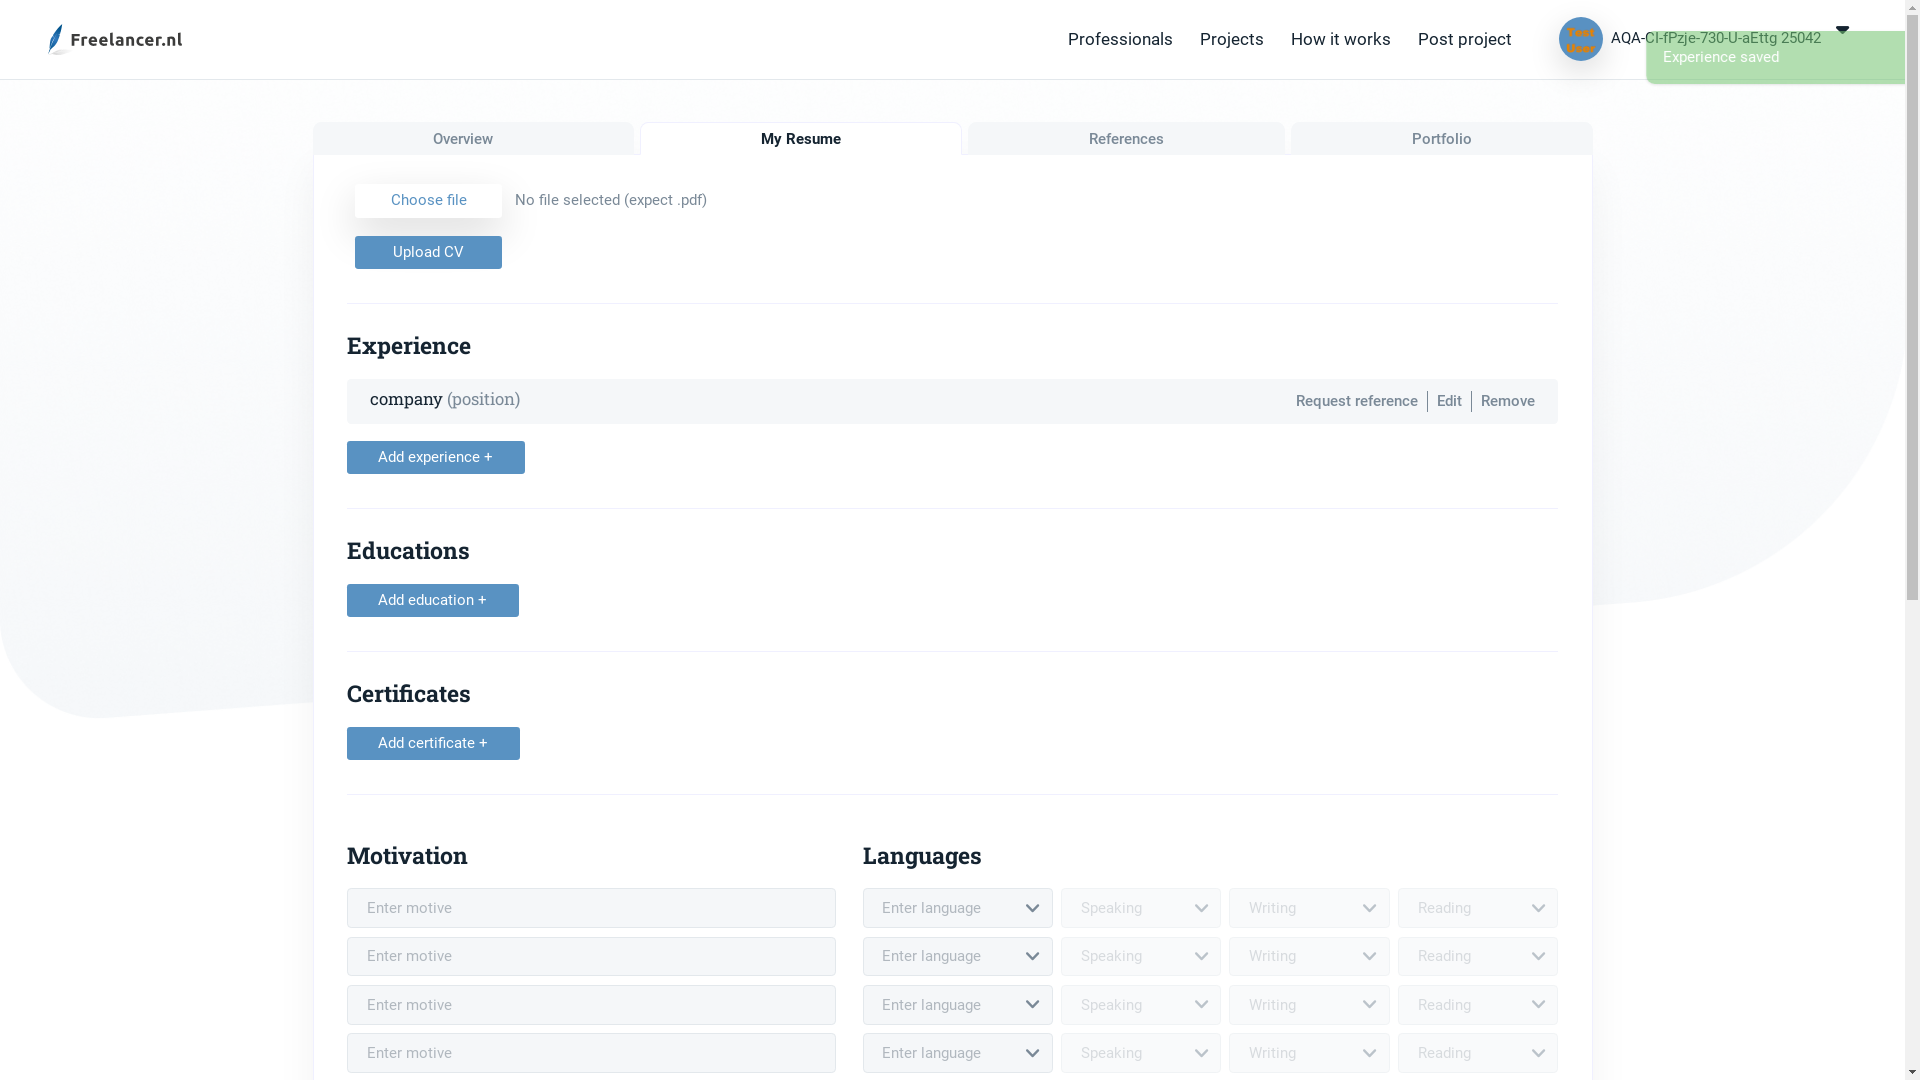 Freelancer.nl
Professionals Projects How it works Post project
Test User
AQA-CI-fPzje-730-U-aEttg 25042
Experience saved
Overview My Resume References Portfolio
Choose file No file selected (expect .pdf)
Upload CV
Experience
company (position) Request reference Edit Remove
Add experience +
Educations
Add education +
Certificates
Add certificate +
Motivation Languages
Enter motive Enter language Speaking Writing Reading
Enter motive Enter language Speaking Writing Reading
Enter motive Enter language Speaking Writing Reading
Enter motive Enter language Speaking Writing Reading